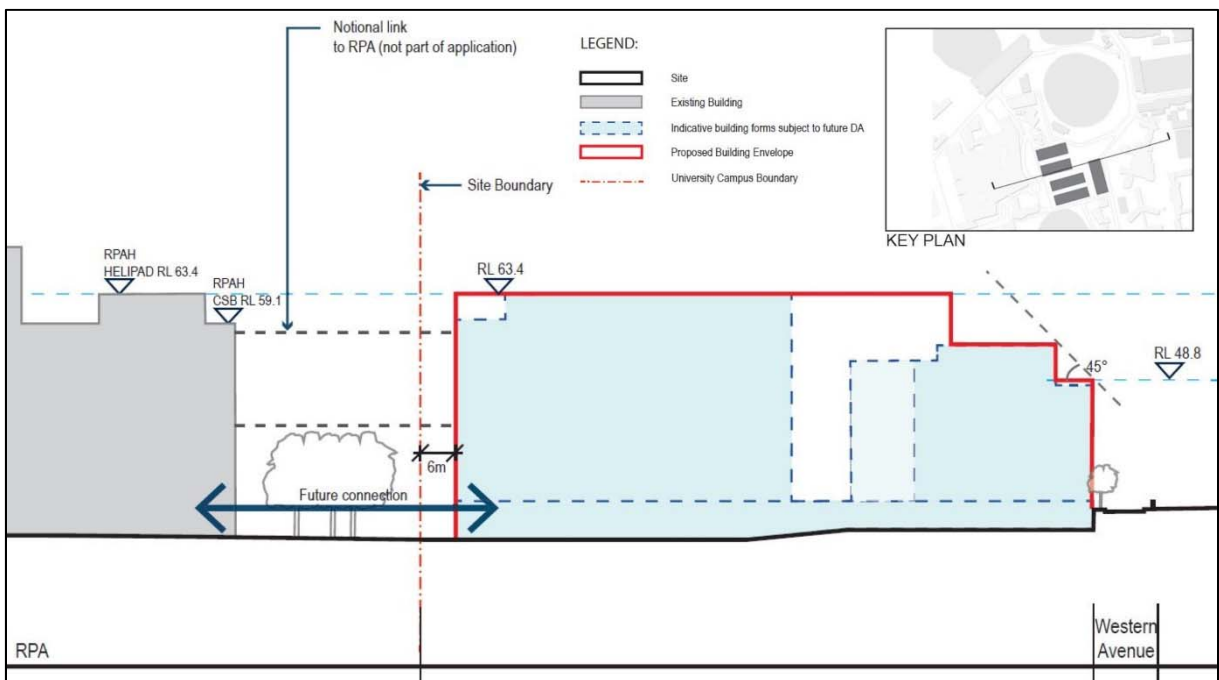 Notional link
to RPA (not part of application)
LEGEND:
Site
Existing Building
Indicative building forms subject to future DA
Proposed Building Envelope
University Campus Boundary
Site Boundary
KEY PLAN
RPAH
HELIPAD RL 63.4
RPAH
CSB RL 59.1
RL 63.4
RL 48.8
45°
6m
Future connection
RPA
Western
Avenue